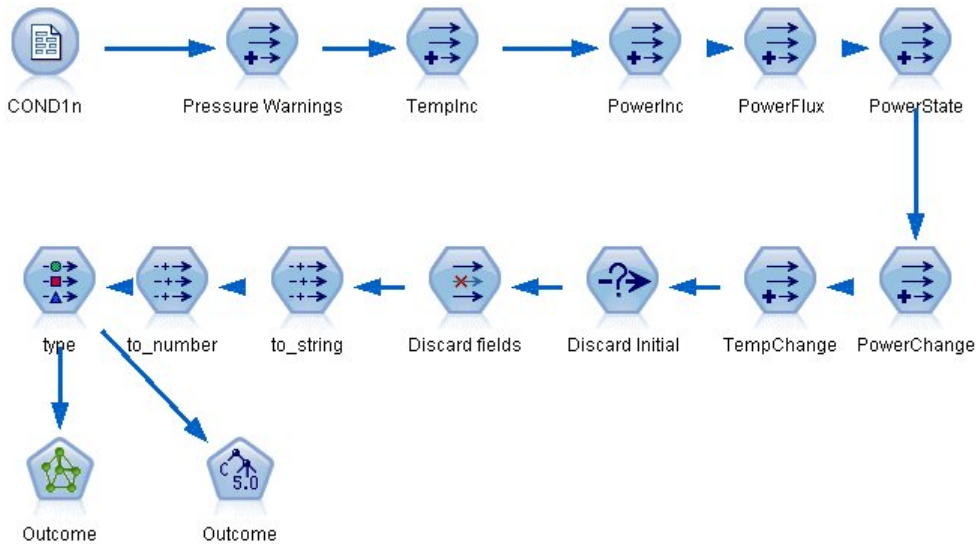 COND1n
Pressure Warnings
TempInc
PowerInc
PowerFlux
PowerState
type
to_number
to_string
Discard fields
Discard Initial
TempChange
PowerChange
C
5.0
Outcome
Outcome